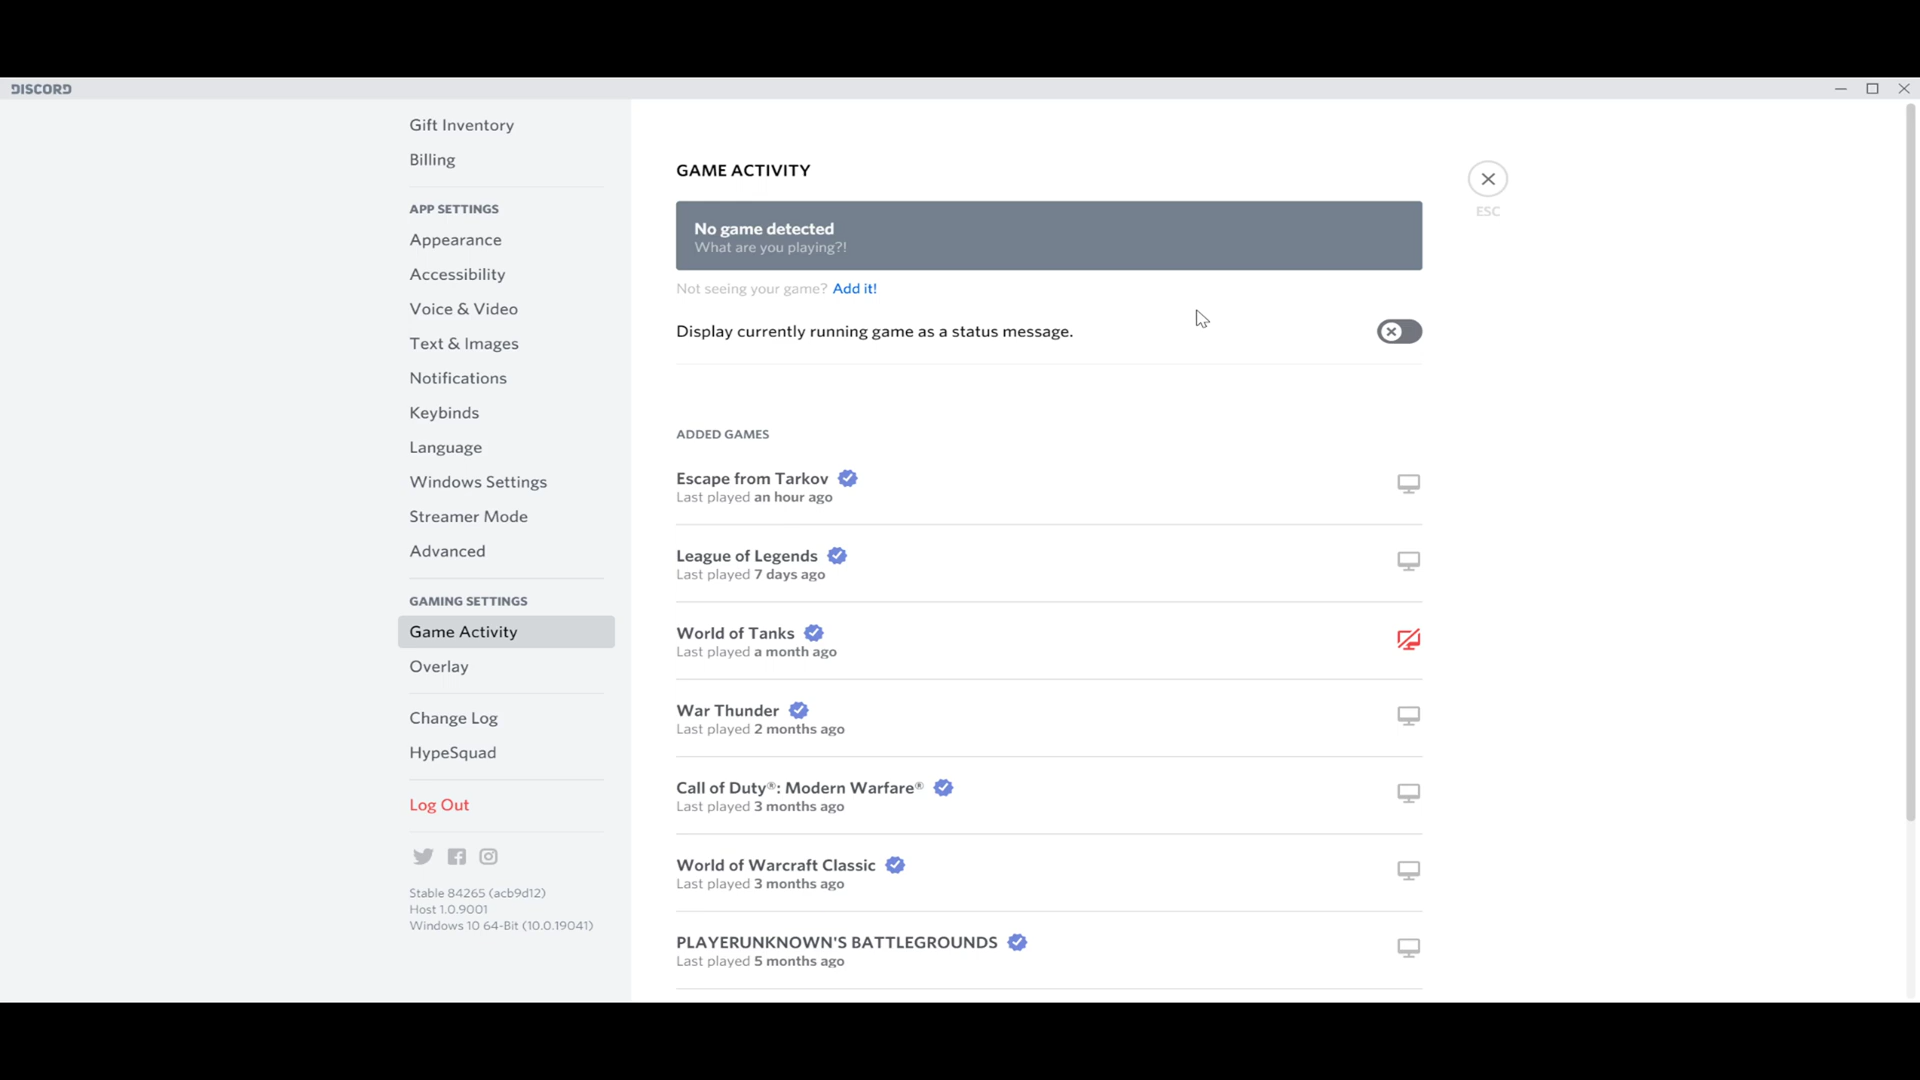 DISCORD
Gift Inventory
Billing
APP SETTINGS
Appearance
Accessibility
Voice & Video
Text & Images
Notifications
Keybinds
Language
Windows Settings
Streamer Mode
Advanced
GAMING SETTINGS
Game Activity
Overlay
Change Log
HypeSquad
Log Out
Stable 84265 (acb9d12)
Host 1.0.9001
Windows 10 64-Bit (10.0.19041)
GAME ACTIVITY
No game detected
What are you playing?!
Not seeing your game? Add it!
Display currently running game as a status message.
ADDED GAMES
Escape from Tarkov
Last played an hour ago
League of Legends
Last played 7 days ago
World of Tanks
Last played a month ago
War Thunder
Last played 2 months ago
Call of Duty®: Modern Warfare®
Last played 3 months ago
World of Warcraft Classic
Last played 3 months ago
PLAYERUNKNOWN'S BATTLEGROUNDS
Last played 5 months ago
ESC